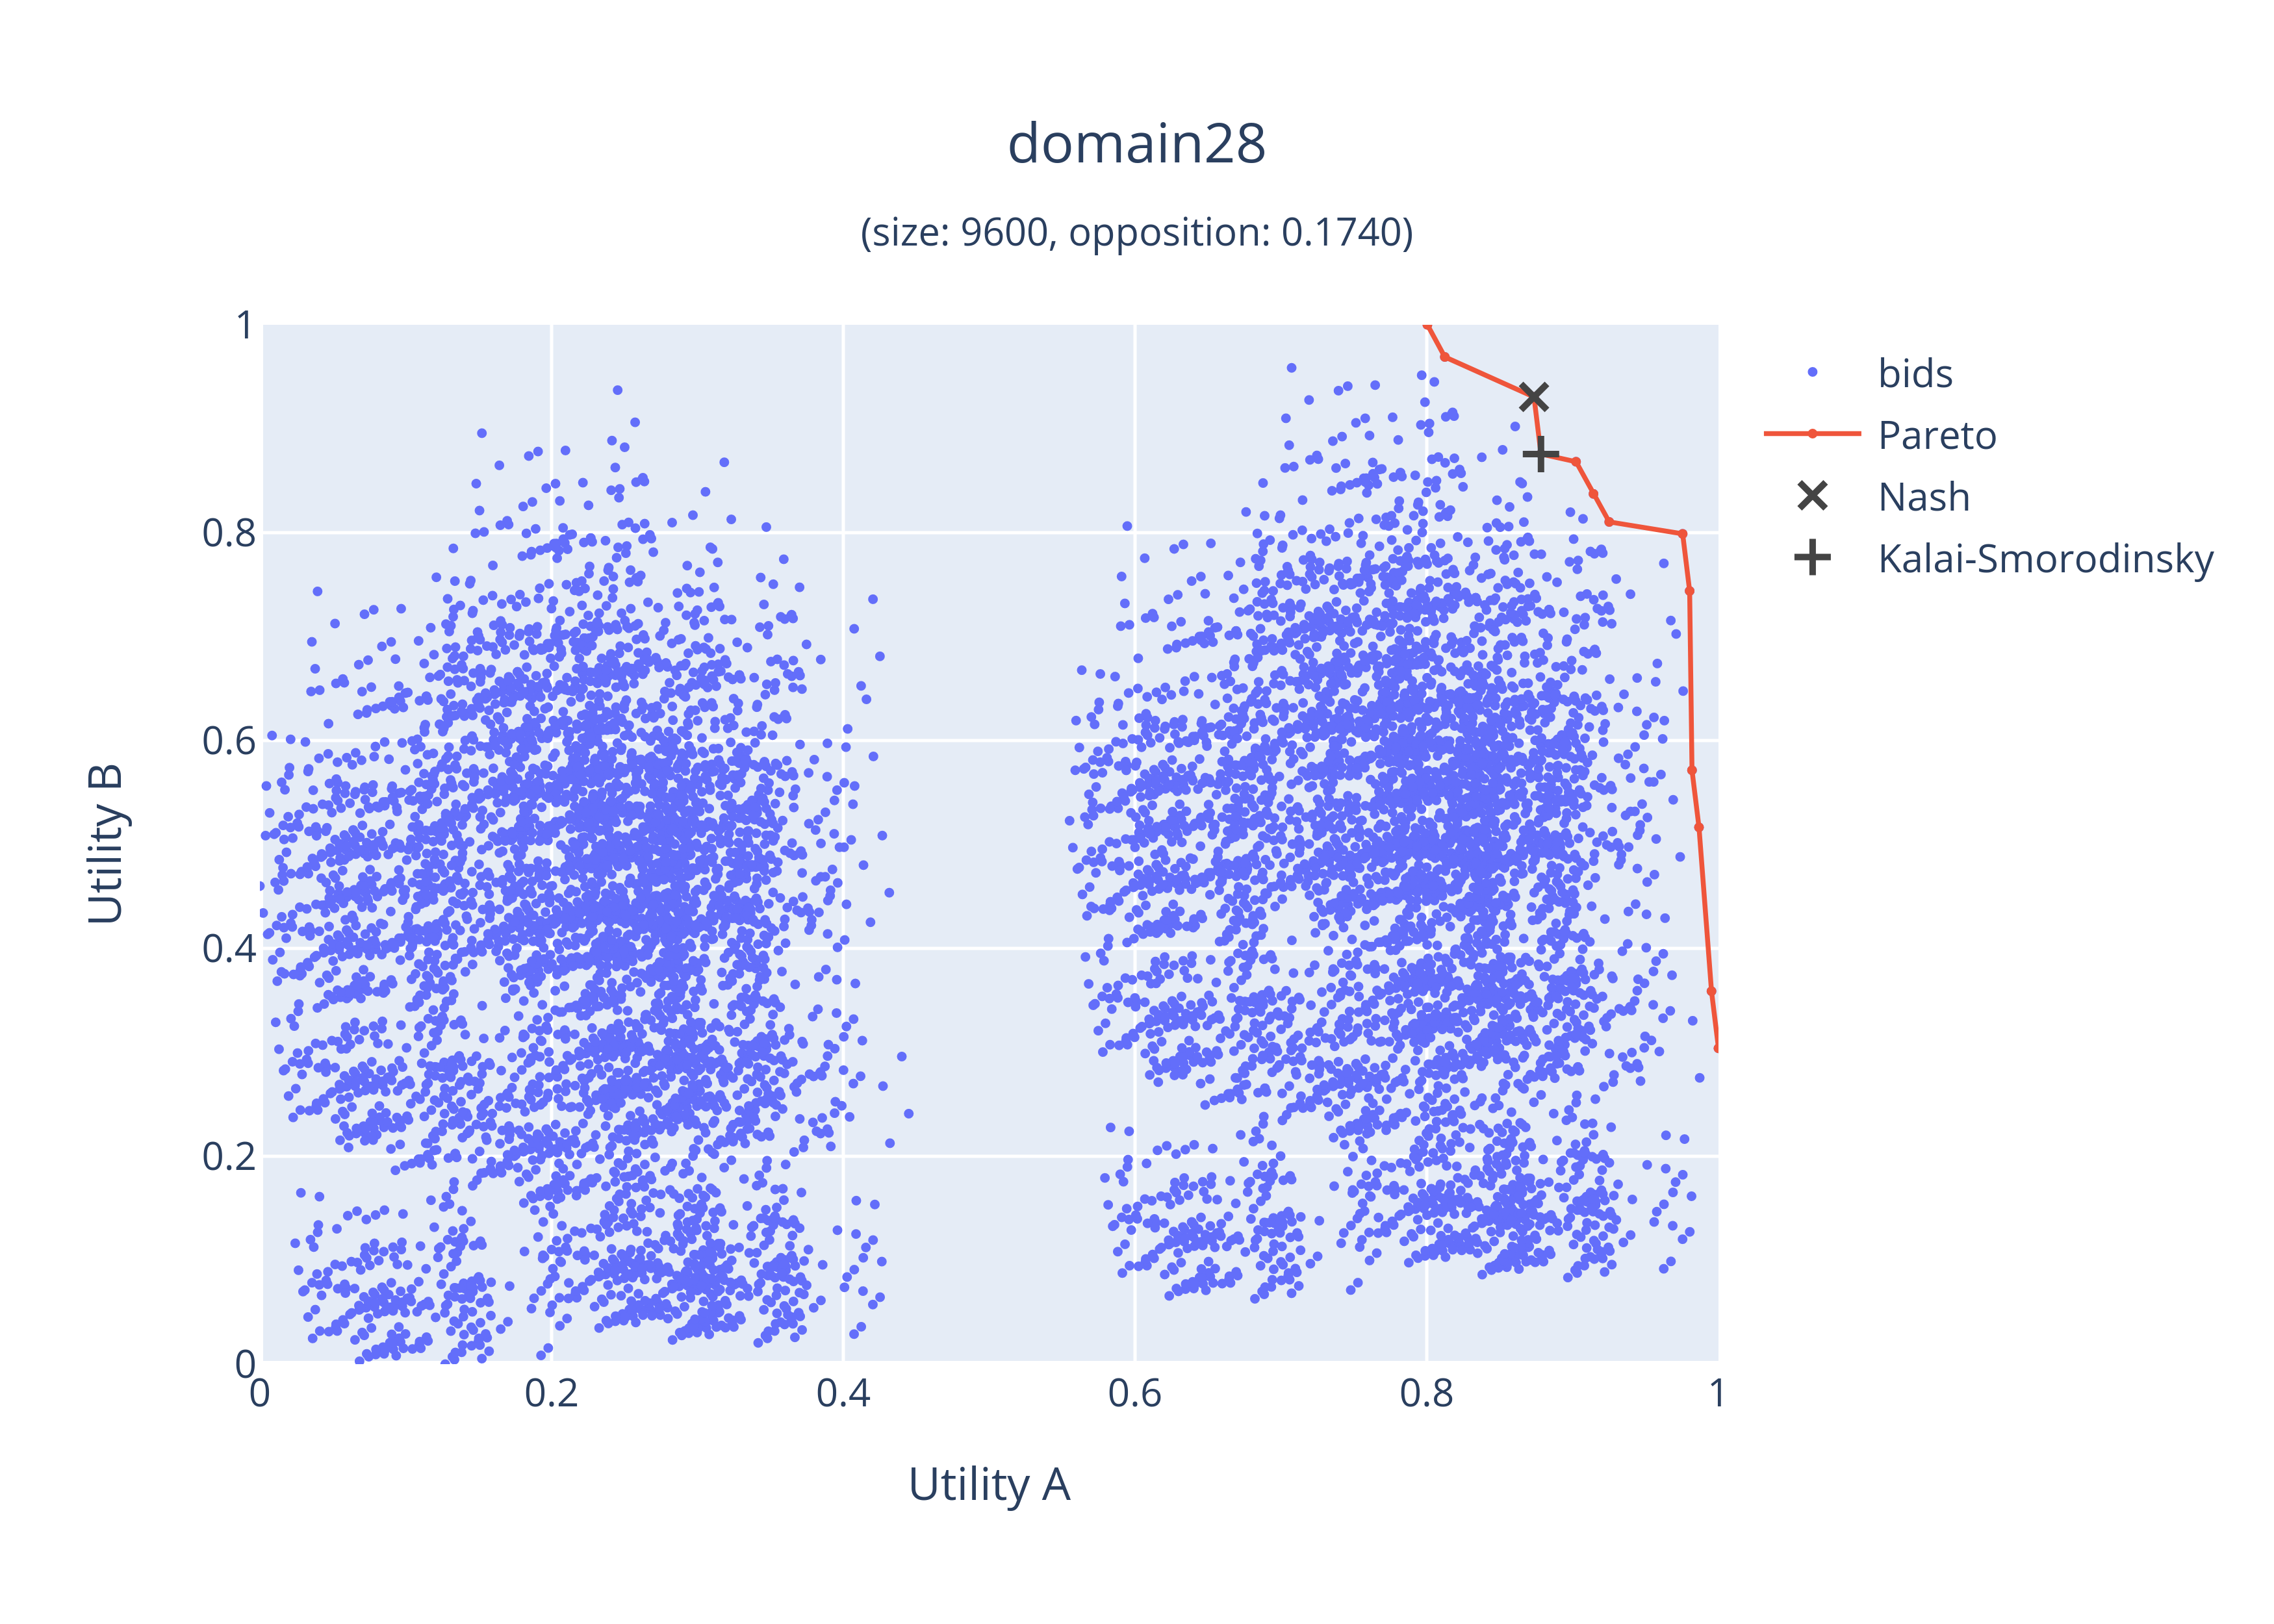 domain28
(size: 9600, opposition: 0.1740)
1
0.8
0.6
0.4
0.2
0
0
0.2
0.4
0.6
0.8
1
Utility A
Utility B
bids
Pareto
Nash
Kalai-Smorodinsky